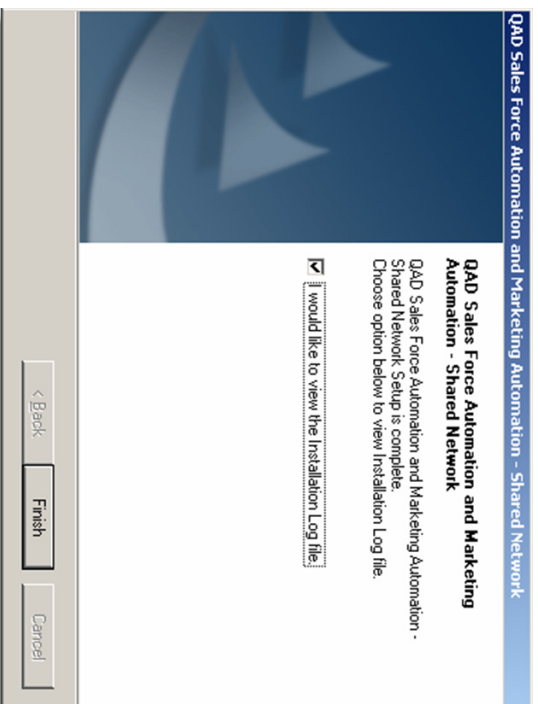 QAD Sales Force Automation and Marketing Automation - Shared Network
QAD Sales Force Automation and Marketing
Automation - Shared Network
QAD Sales Force Automation and Marketing Automation -
Shared Network Setup is complete.
Choose option below to view Installation Log file.
I would like to view the Installation Log file.
< Back
Finish
Cancel